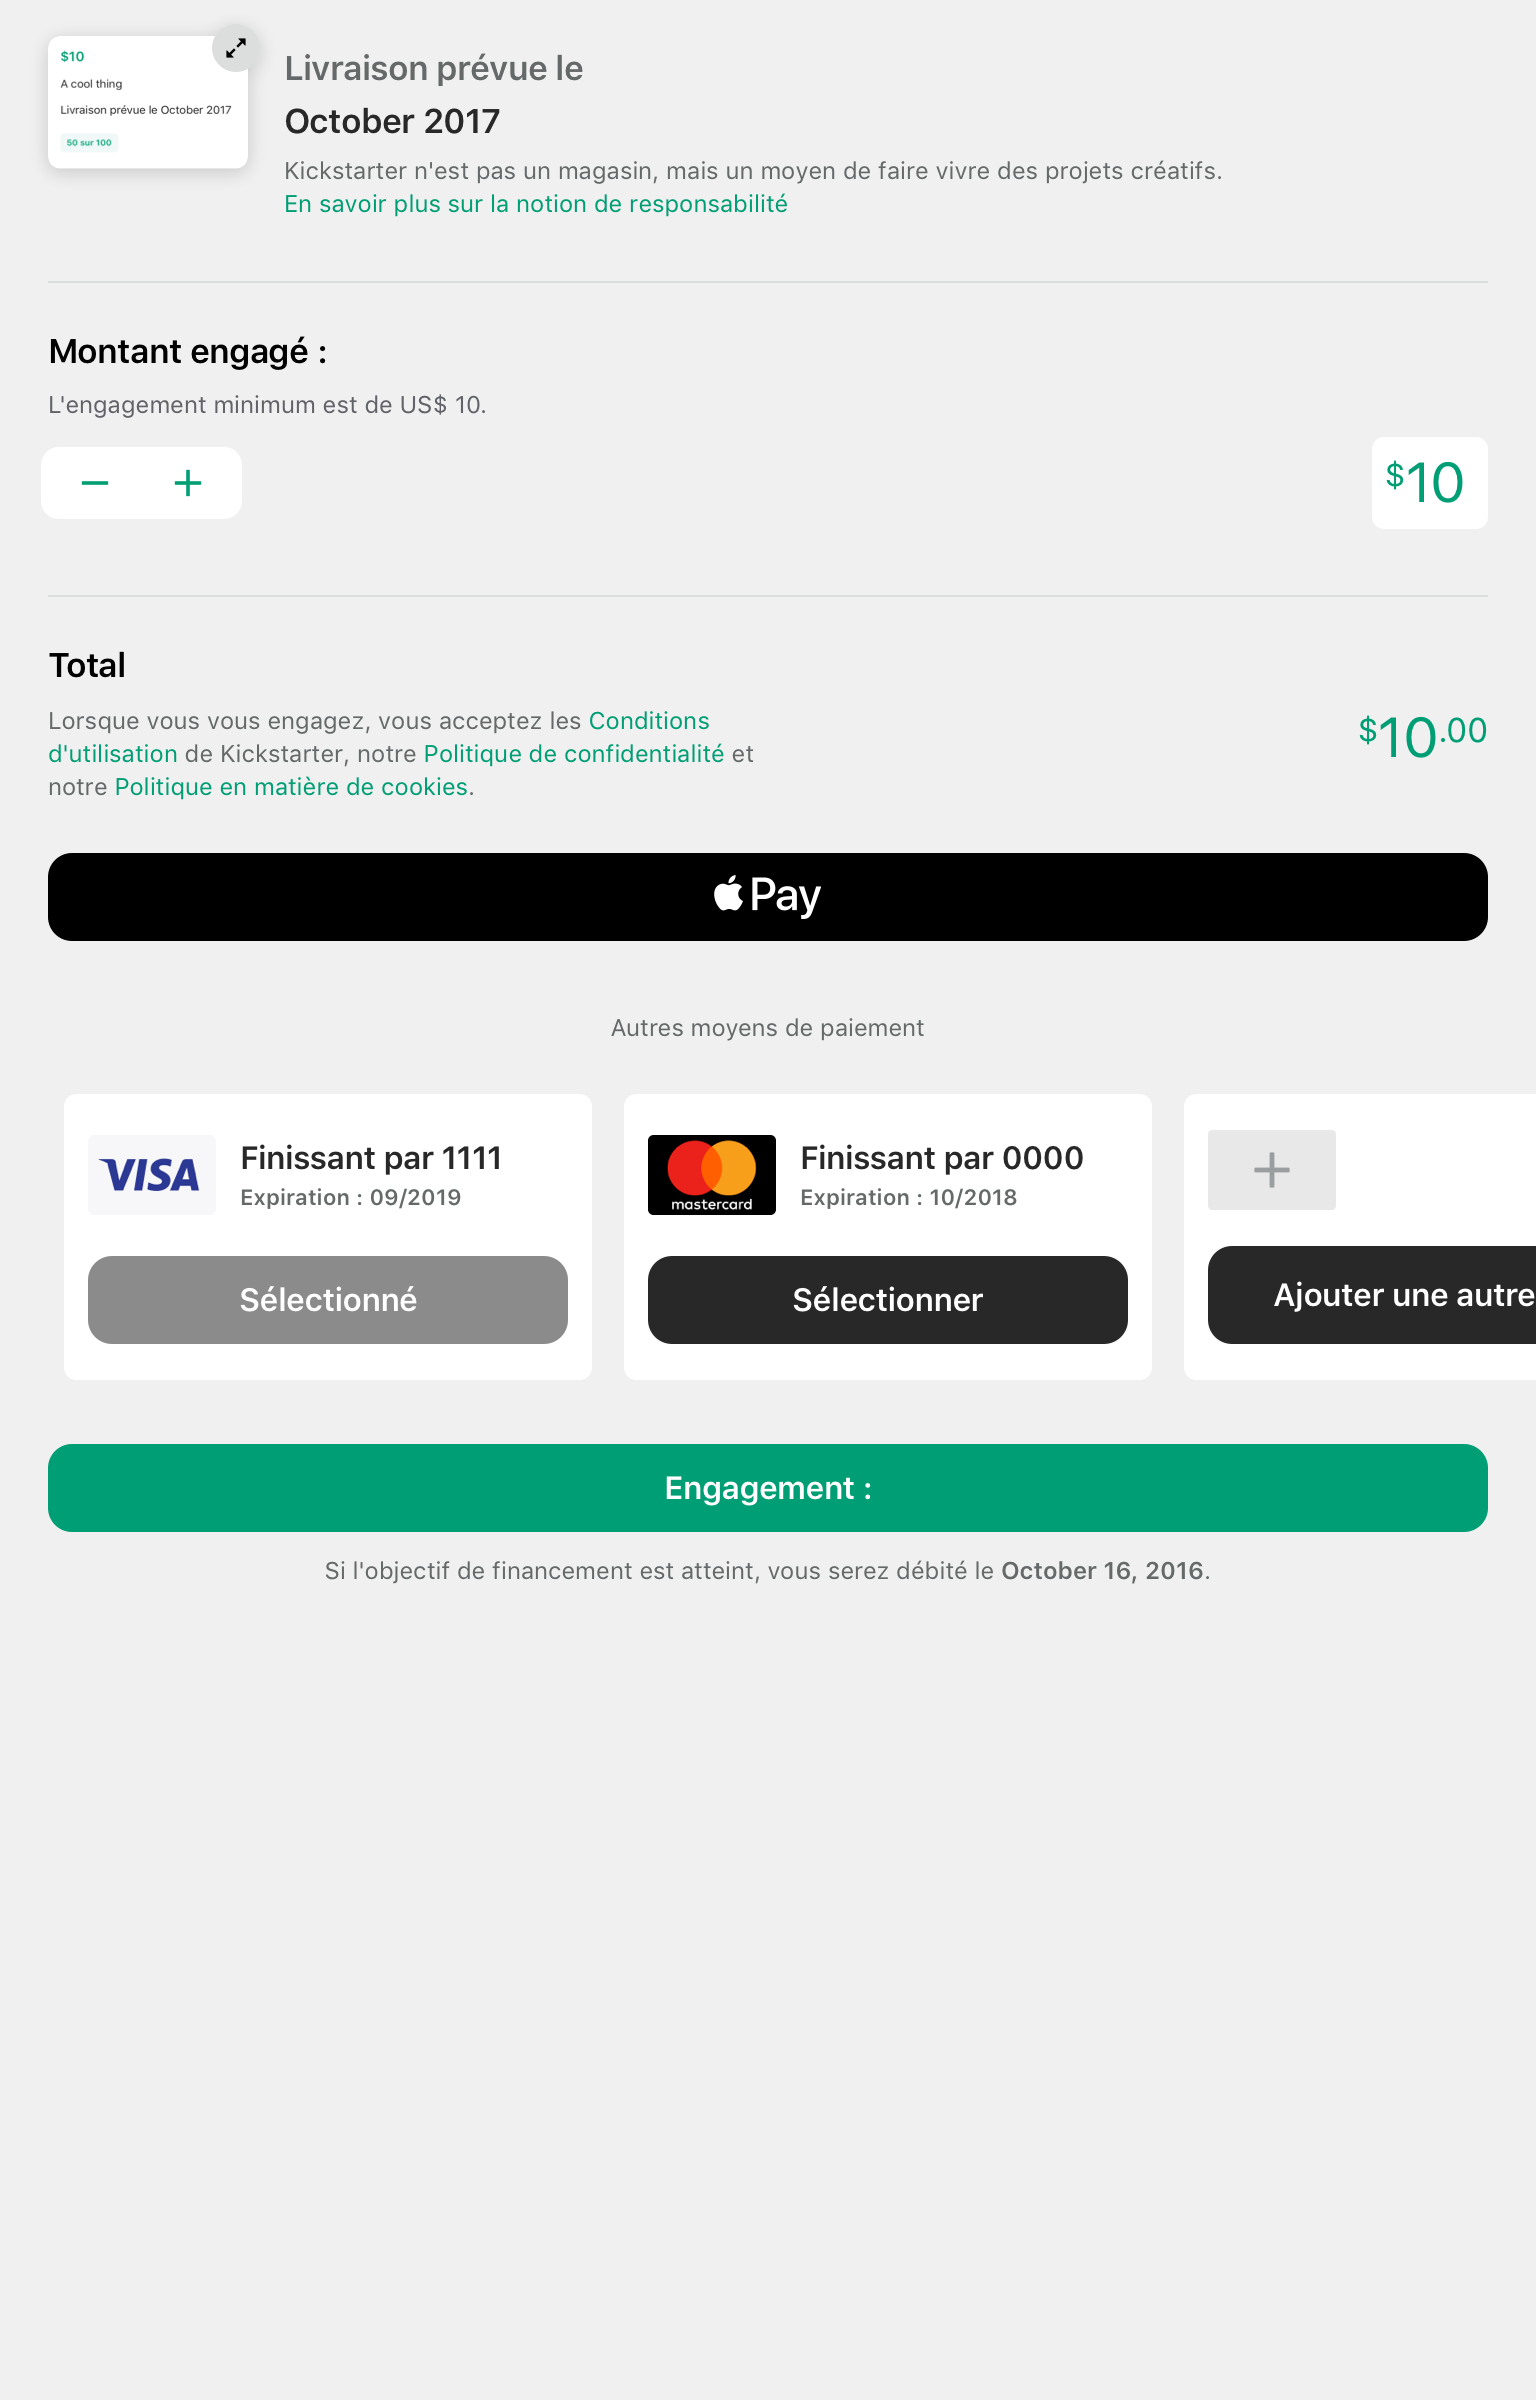 $10
A cool thing
Livraison prévue le October 2017
50 sur 100
Livraison prévue le
October 2017
Kickstarter n'est pas un magasin, mais un moyen de faire vivre des projets créatifs.
En savoir plus sur la notion de responsabilité
Montant engagé :
L'engagement minimum est de US$ 10.
− +
$10
Total
Lorsque vous vous engagez, vous acceptez les Conditions
d'utilisation de Kickstarter, notre Politique de confidentialité et
notre Politique en matière de cookies.
$10.00
Pay
Autres moyens de paiement
VISA
Finissant par 1111
Expiration : 09/2019
Sélectionné
mastercard
Finissant par 0000
Expiration : 10/2018
Sélectionner
+
Ajouter une autre
Engagement :
Si l'objectif de financement est atteint, vous serez débité le October 16, 2016.